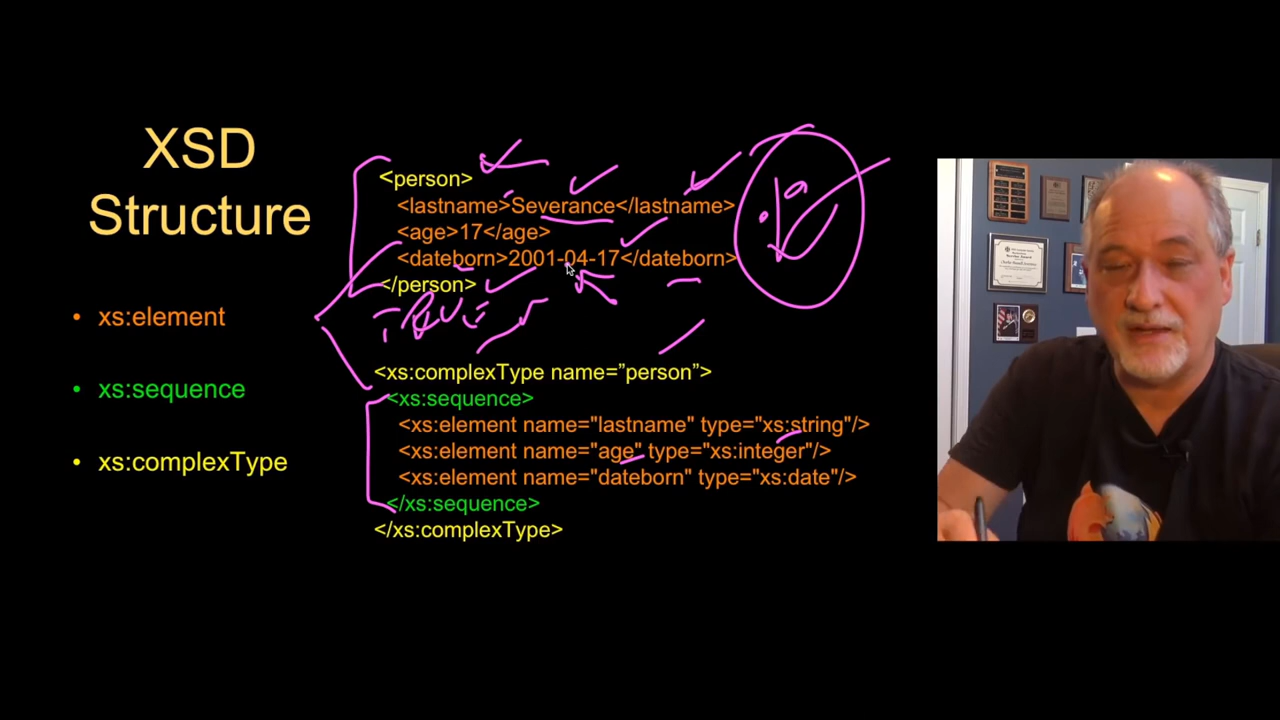 XSD
Structure
• xs:element
• xs:sequence
• xs:complexType
<person>
<lastname>Severance</lastname>
<age>17</age>
<dateborn>2001-04-17</dateborn>
</person>
TRUE
<xs:complexType name=”person”>
<xs:sequence>
<xs:element name="lastname" type="xs:string"/>
<xs:element name="age" type="xs:integer"/>
<xs:element name="dateborn" type="xs:date"/>
</xs:sequence>
</xs:complexType>